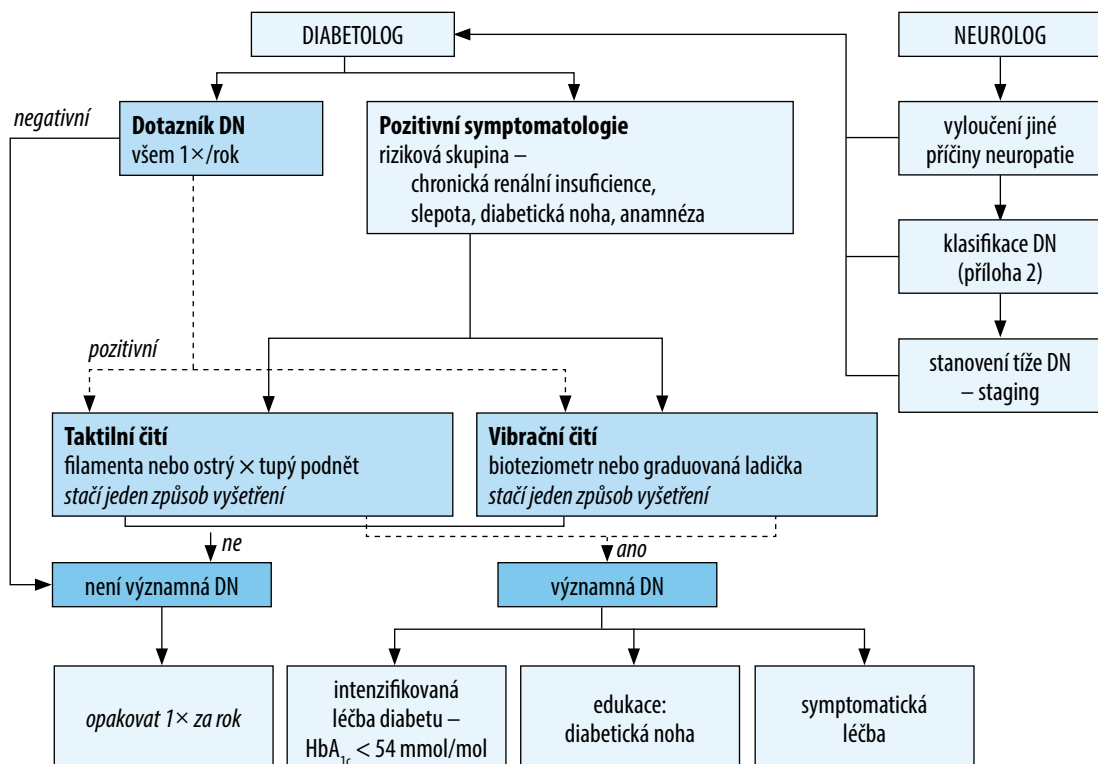 DIABETOLOG
NEUROLOG
negativní
Dotazník DN
všem 1×/rok
Pozitivní symptomatologie
riziková skupina –
chronická renální insuficience,
slepota, diabetická noha, anamnéza
vyloučení jiné
příčiny neuropatie
klasifikace DN
(příloha 2)
stanovení tíže DN
– staging
pozitivní
Taktilní čití
filamenta nebo ostrý × tupý podnět
stačí jeden způsob vyšetření
Vibrační čití
bioteziometr nebo graduovaná ladička
stačí jeden způsob vyšetření
ne
ano
není významná DN
významná DN
opakovat 1× za rok
intenzifikovaná
léčba diabetu –
HbA1c < 54 mmol/mol
edukace:
diabetická noha
symptomatická
léčba